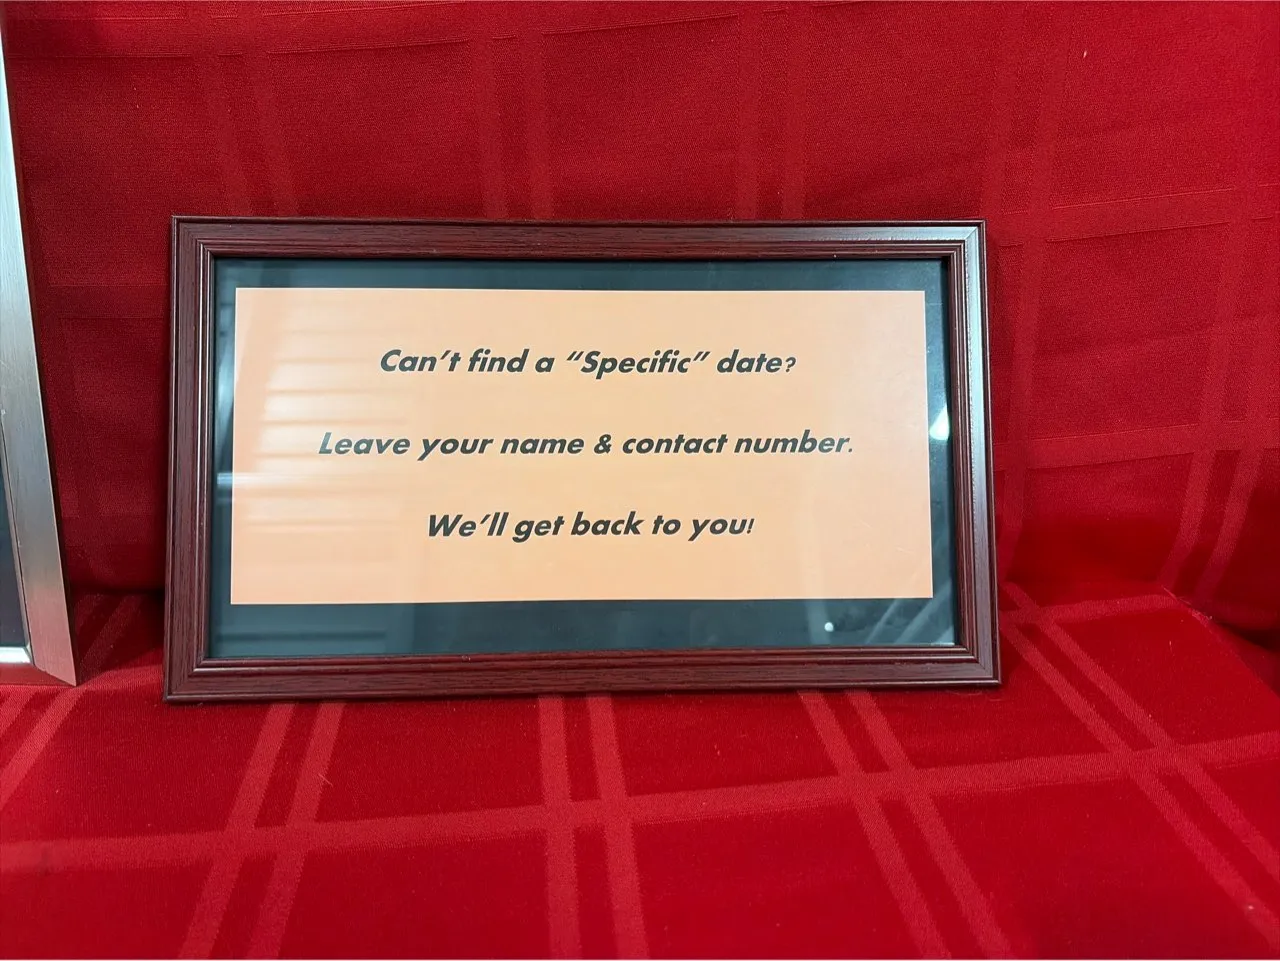 Can't find a “Specific” date?
Leave your name & contact number.
We'll get back to you!